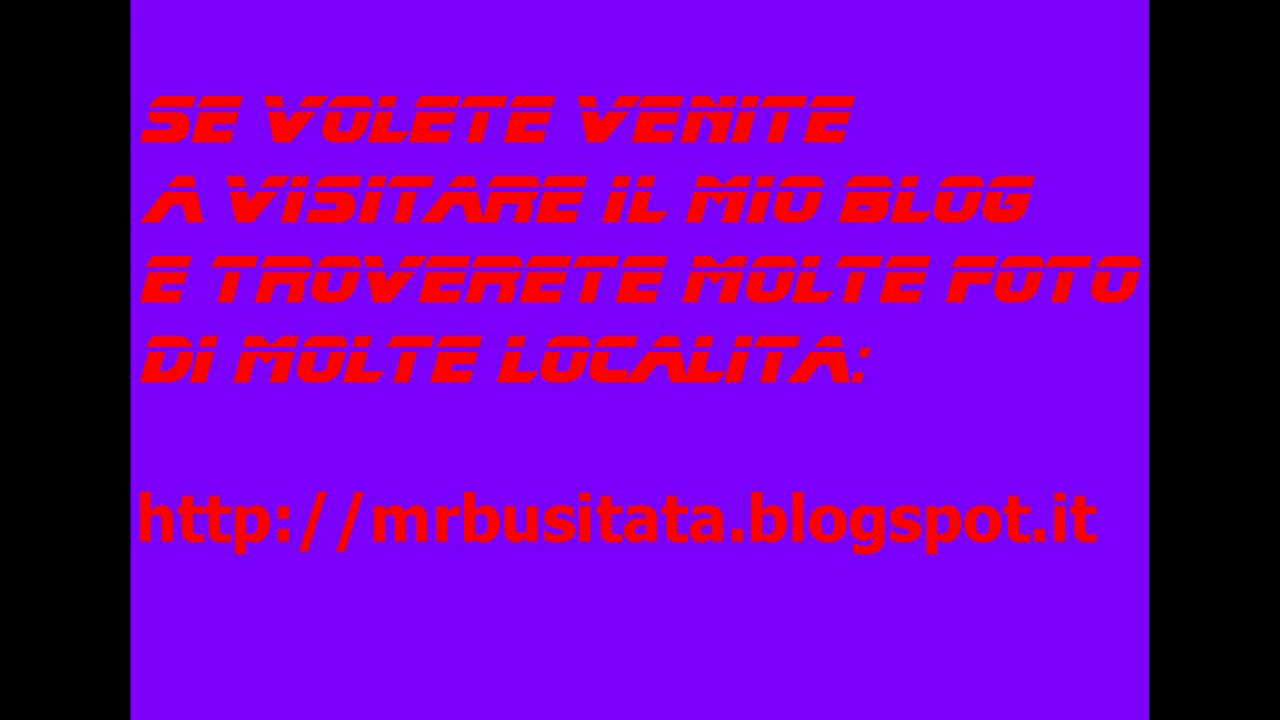 SE VOLETE VENITE
A VISITARE IL MIO BLOG
E TROVERETE MOLTE FOTO
DI MOLTE LOCALITA:
http://mrbusitata.blogspot.it